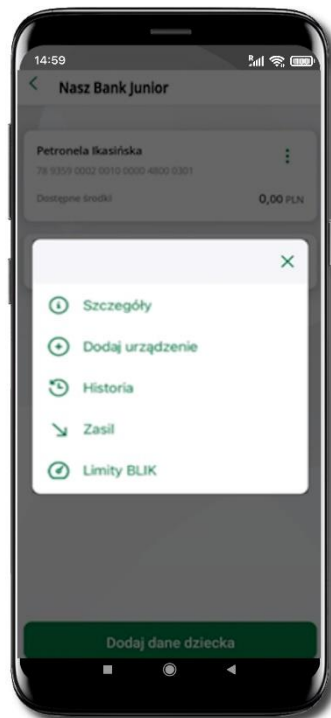 14:59
Nasz Bank Junior
Petronela Ikasińska
78 9359 0002 0010 0000 4800 0301
Dostępne środki 0,00 PLN
Szczegóły
Dodaj urządzenie
Historia
Zasil
Limity BLIK
Dodaj dane dziecka